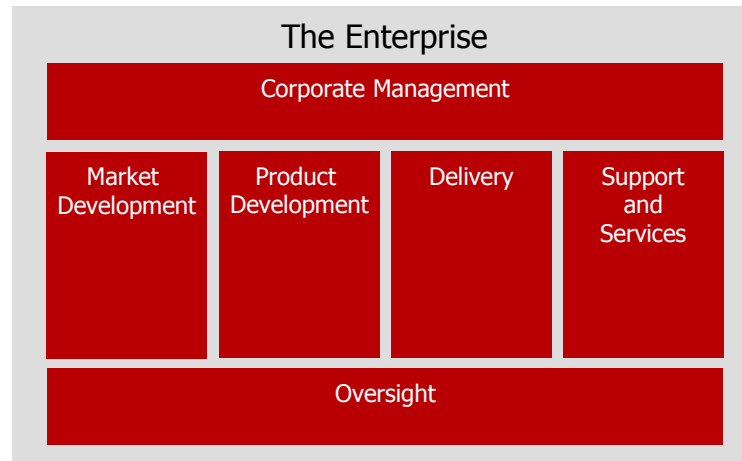 The Enterprise
Corporate Management
Market
Development
Product
Development
Delivery
Support
and
Services
Oversight